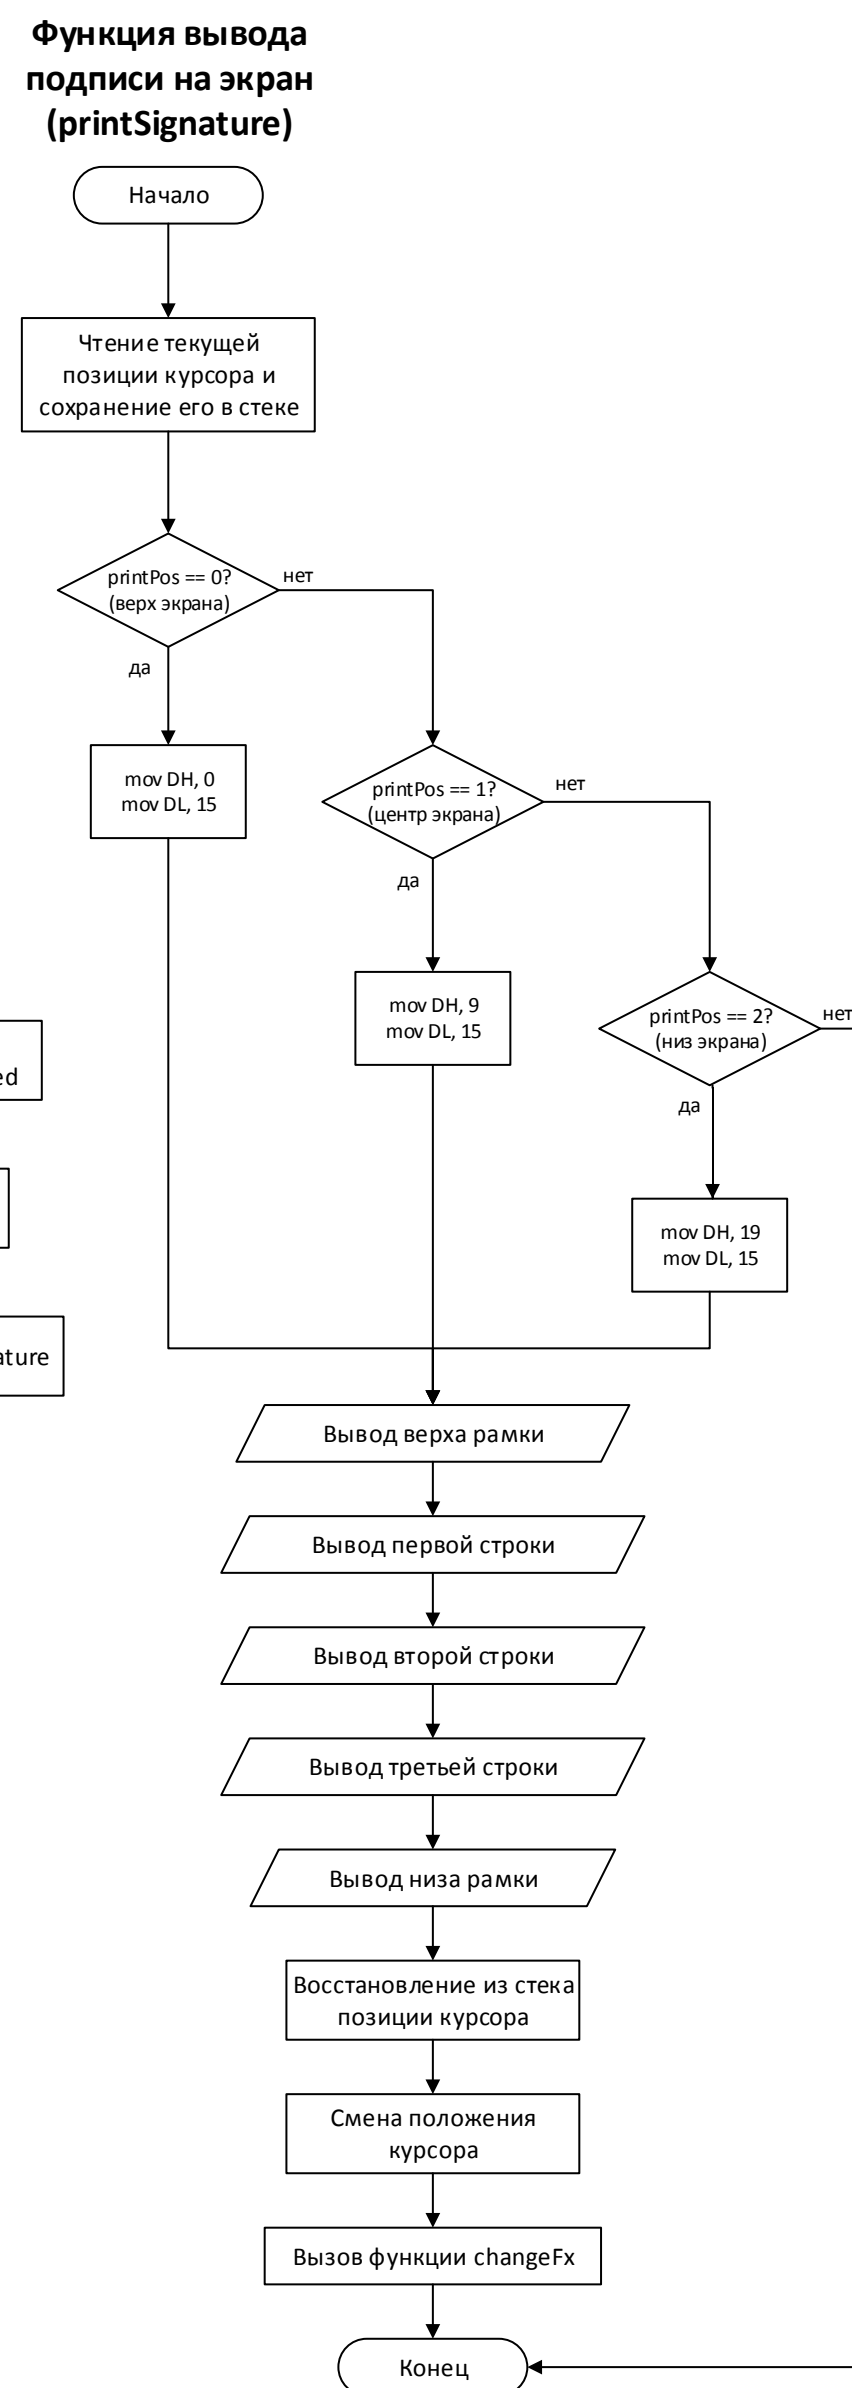 Функция вывода
подписи на экран
(printSignature)
Начало
Чтение текущей
позиции курсора и
сохранение его в стеке
printPos == 0?
(верх экрана)
нет
да
mov DH, 0
mov DL, 15
printPos == 1?
(центр экрана)
нет
да
mov DH, 9
mov DL, 15
printPos == 2?
(низ экрана)
нет
да
ed
mov DH, 19
mov DL, 15
ature
Вывод верха рамки
Вывод первой строки
Вывод второй строки
Вывод третьей строки
Вывод низа рамки
Восстановление из стека
позиции курсора
Смена положения
курсора
Вызов функции changeFx
Конец